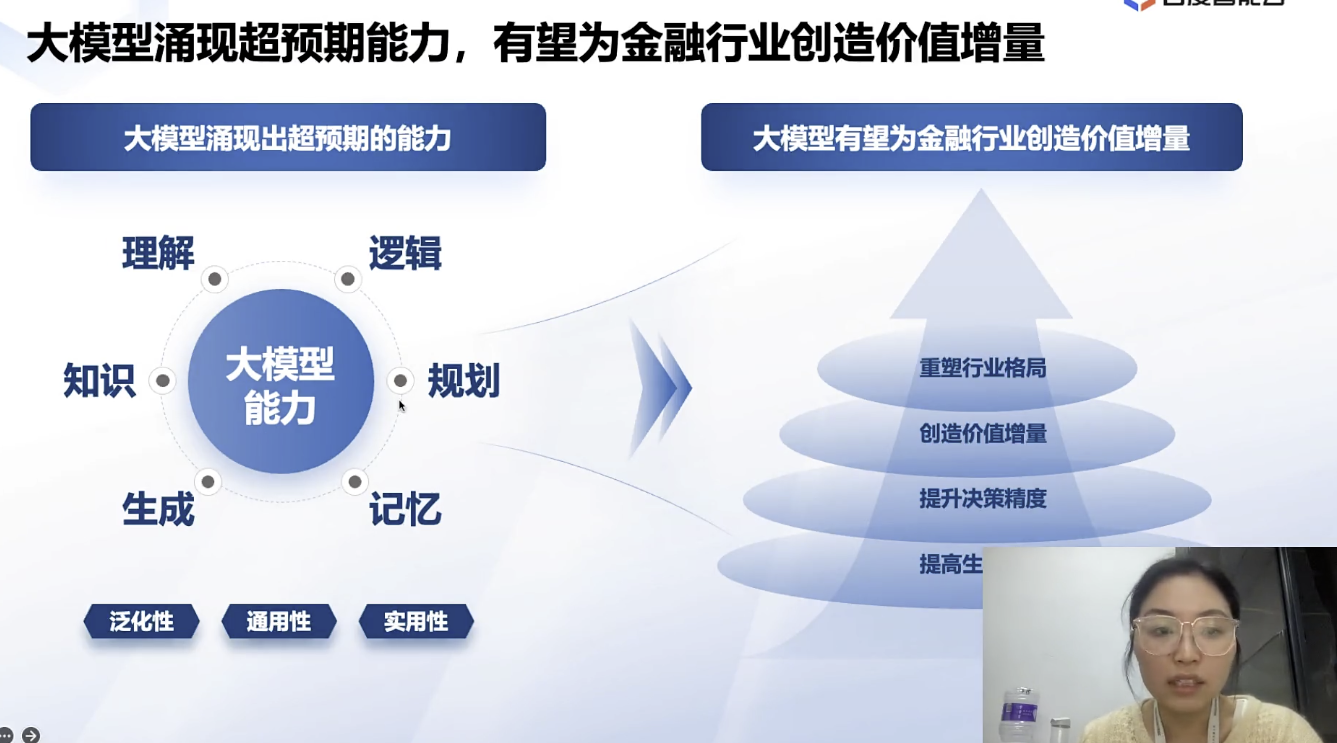 大模型涌现超预期能力，有望为金融行业创造价值增量
大模型涌现出超预期的能力
大模型有望为金融行业创造价值增量
理解
逻辑
知识
大模型
能力
规划
生成
记忆
泛化性
通用性
实用性
重塑行业格局
创造价值增量
提升决策精度
提高生